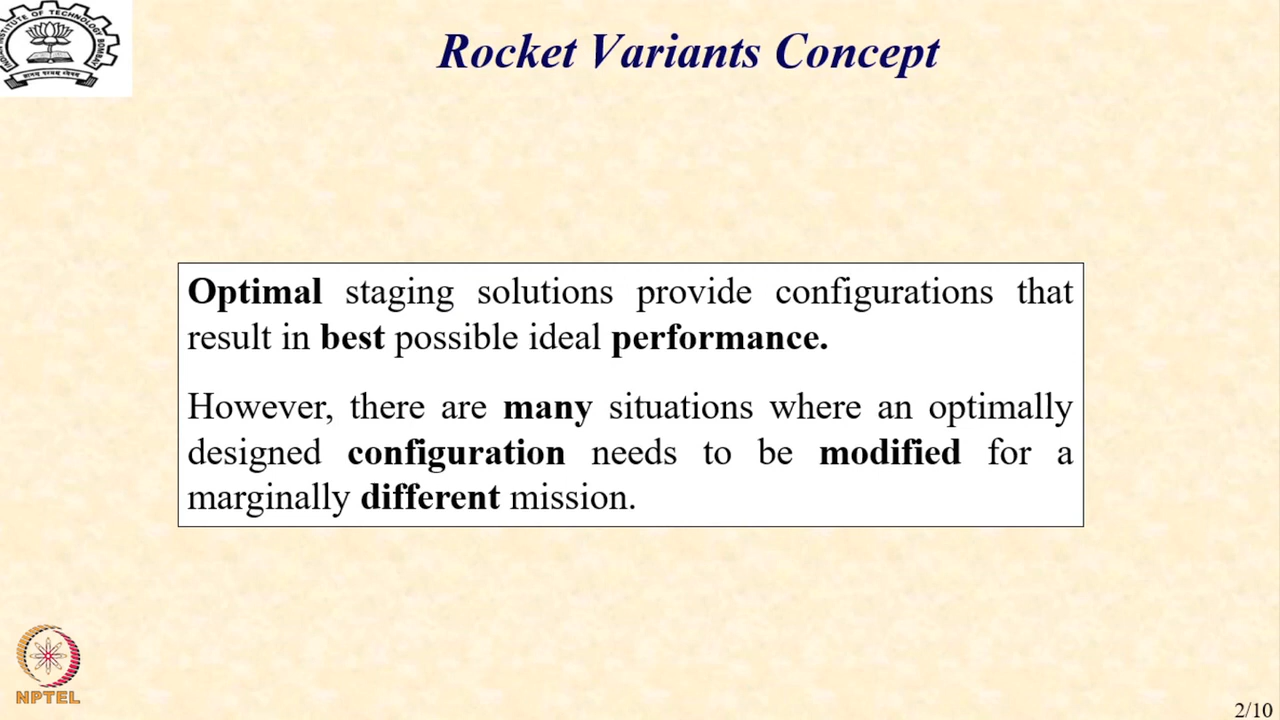 Rocket Variants Concept
Optimal staging solutions provide configurations that
result in best possible ideal performance.
However, there are many situations where an optimally
designed configuration needs to be modified for a
marginally different mission.
NPTEL
2/10